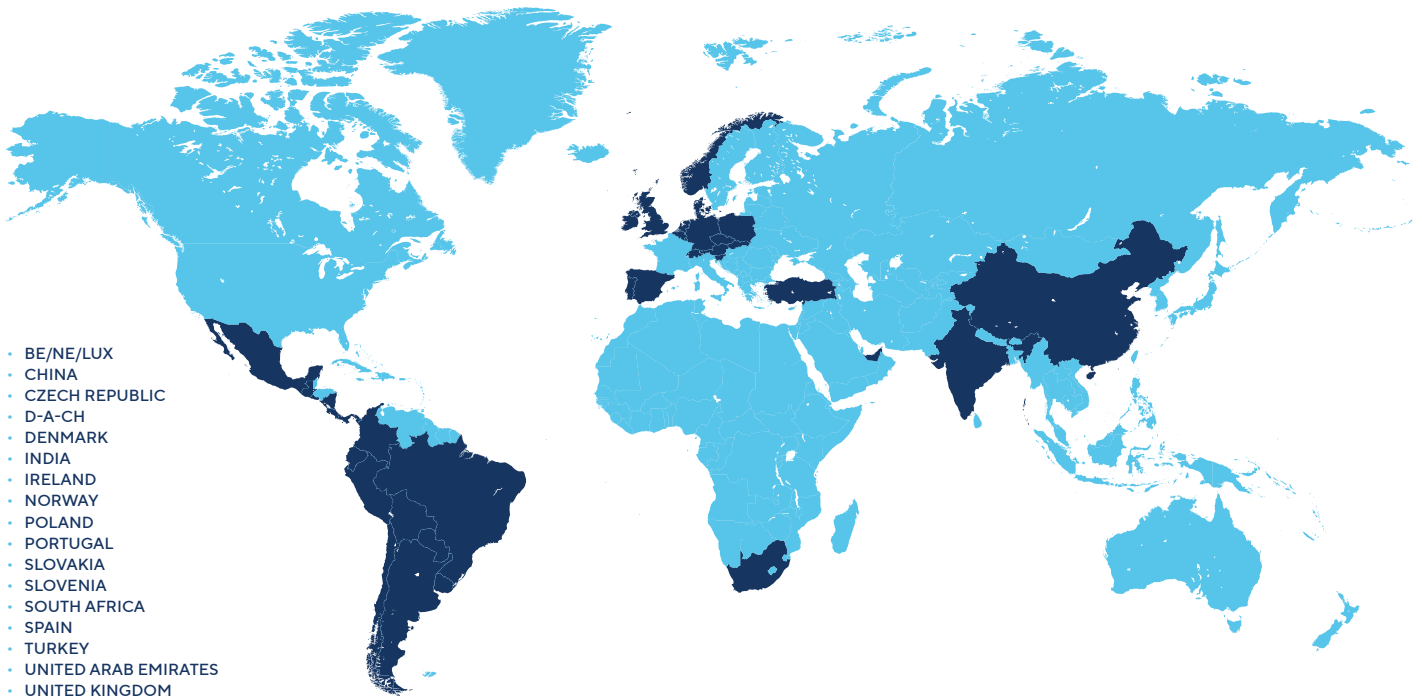 • BE/NE/LUX
• CHINA
• CZECH REPUBLIC
• D-A-CH
• DENMARK
• INDIA
• IRELAND
• NORWAY
• POLAND
• PORTUGAL
• SLOVAKIA
• SLOVENIA
• SOUTH AFRICA
• SPAIN
• TURKEY
• UNITED ARAB EMIRATES
• UNITED KINGDOM